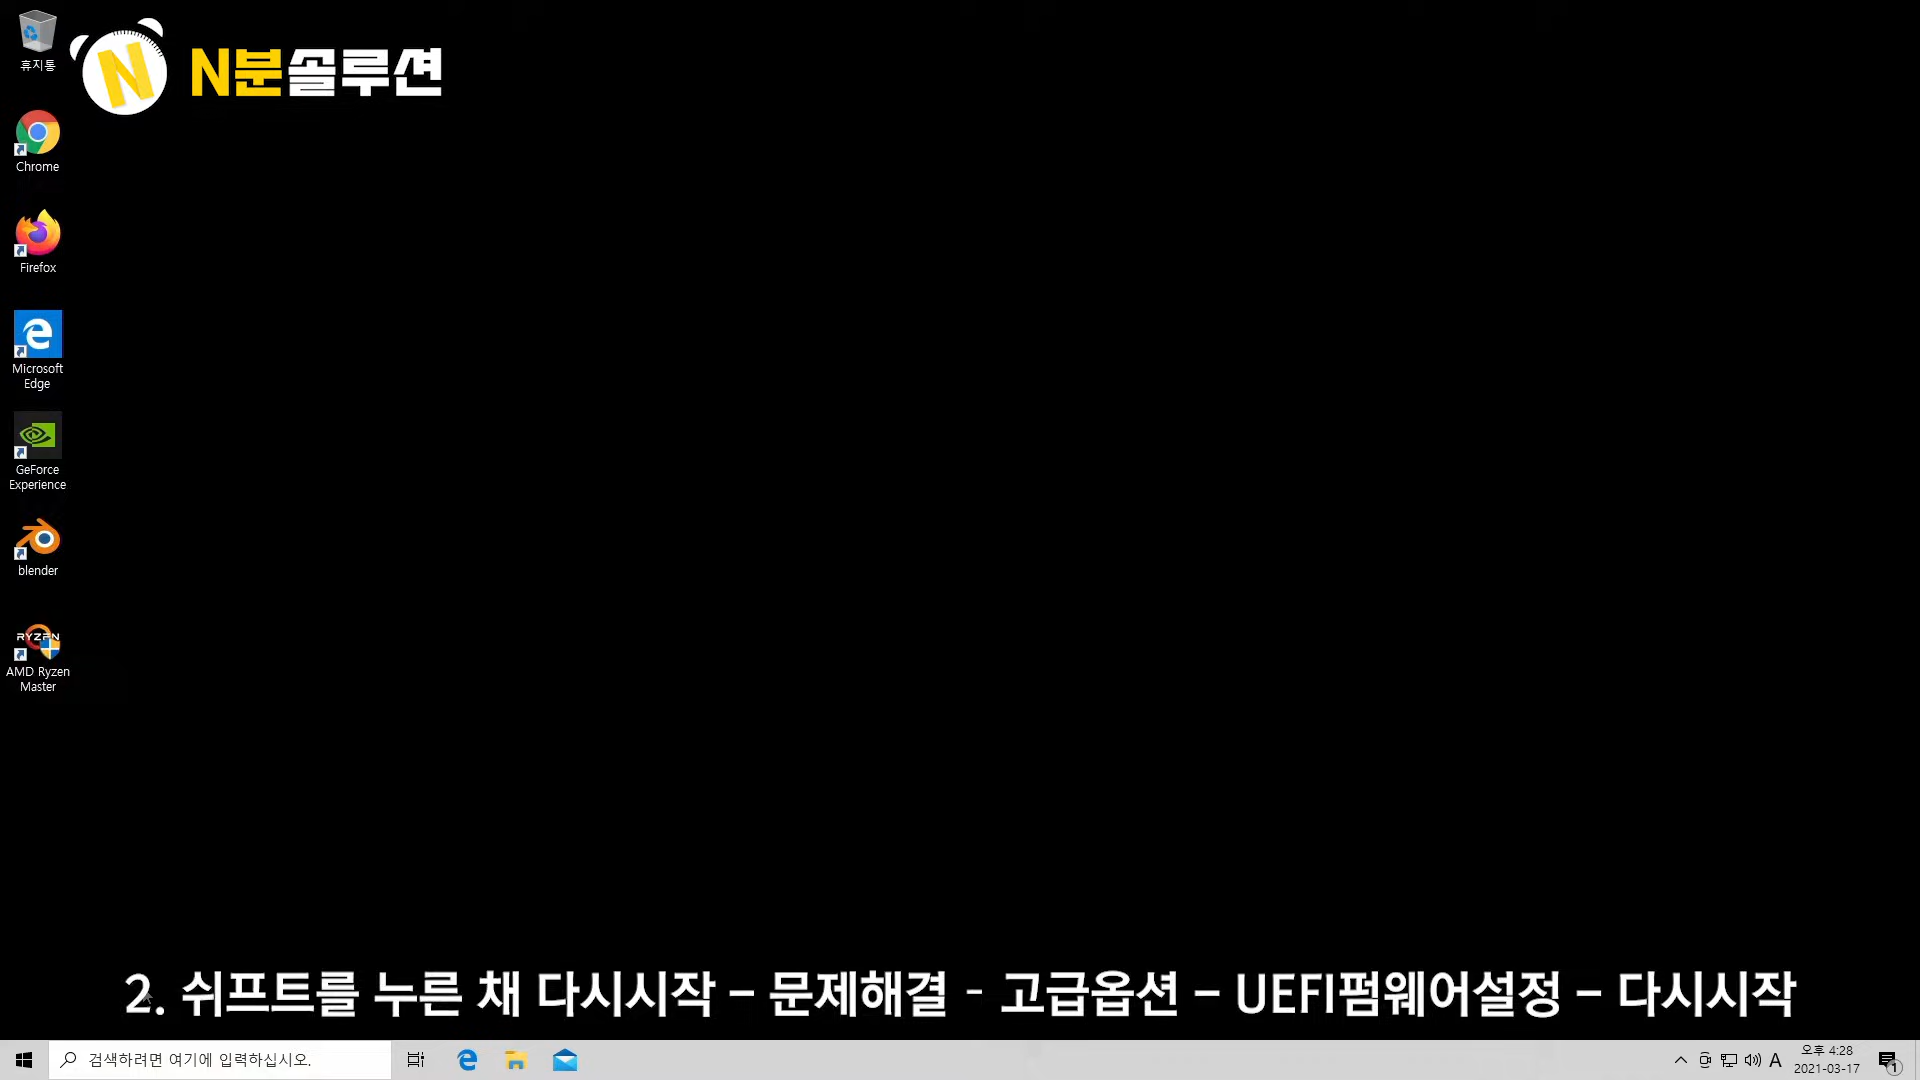 휴지통
N
N분솔루션
Chrome
Firefox
Microsoft
Edge
GeForce
Experience
blender
RYZEN
AMD Ryzen
Master
2. 쉬프트를 누른 채 다시시작 – 문제해결 - 고급옵션 – UEFI펌웨어설정 – 다시시작
검색하려면 여기에 입력하십시오.
A
오후 4:28
2021-03-17
1